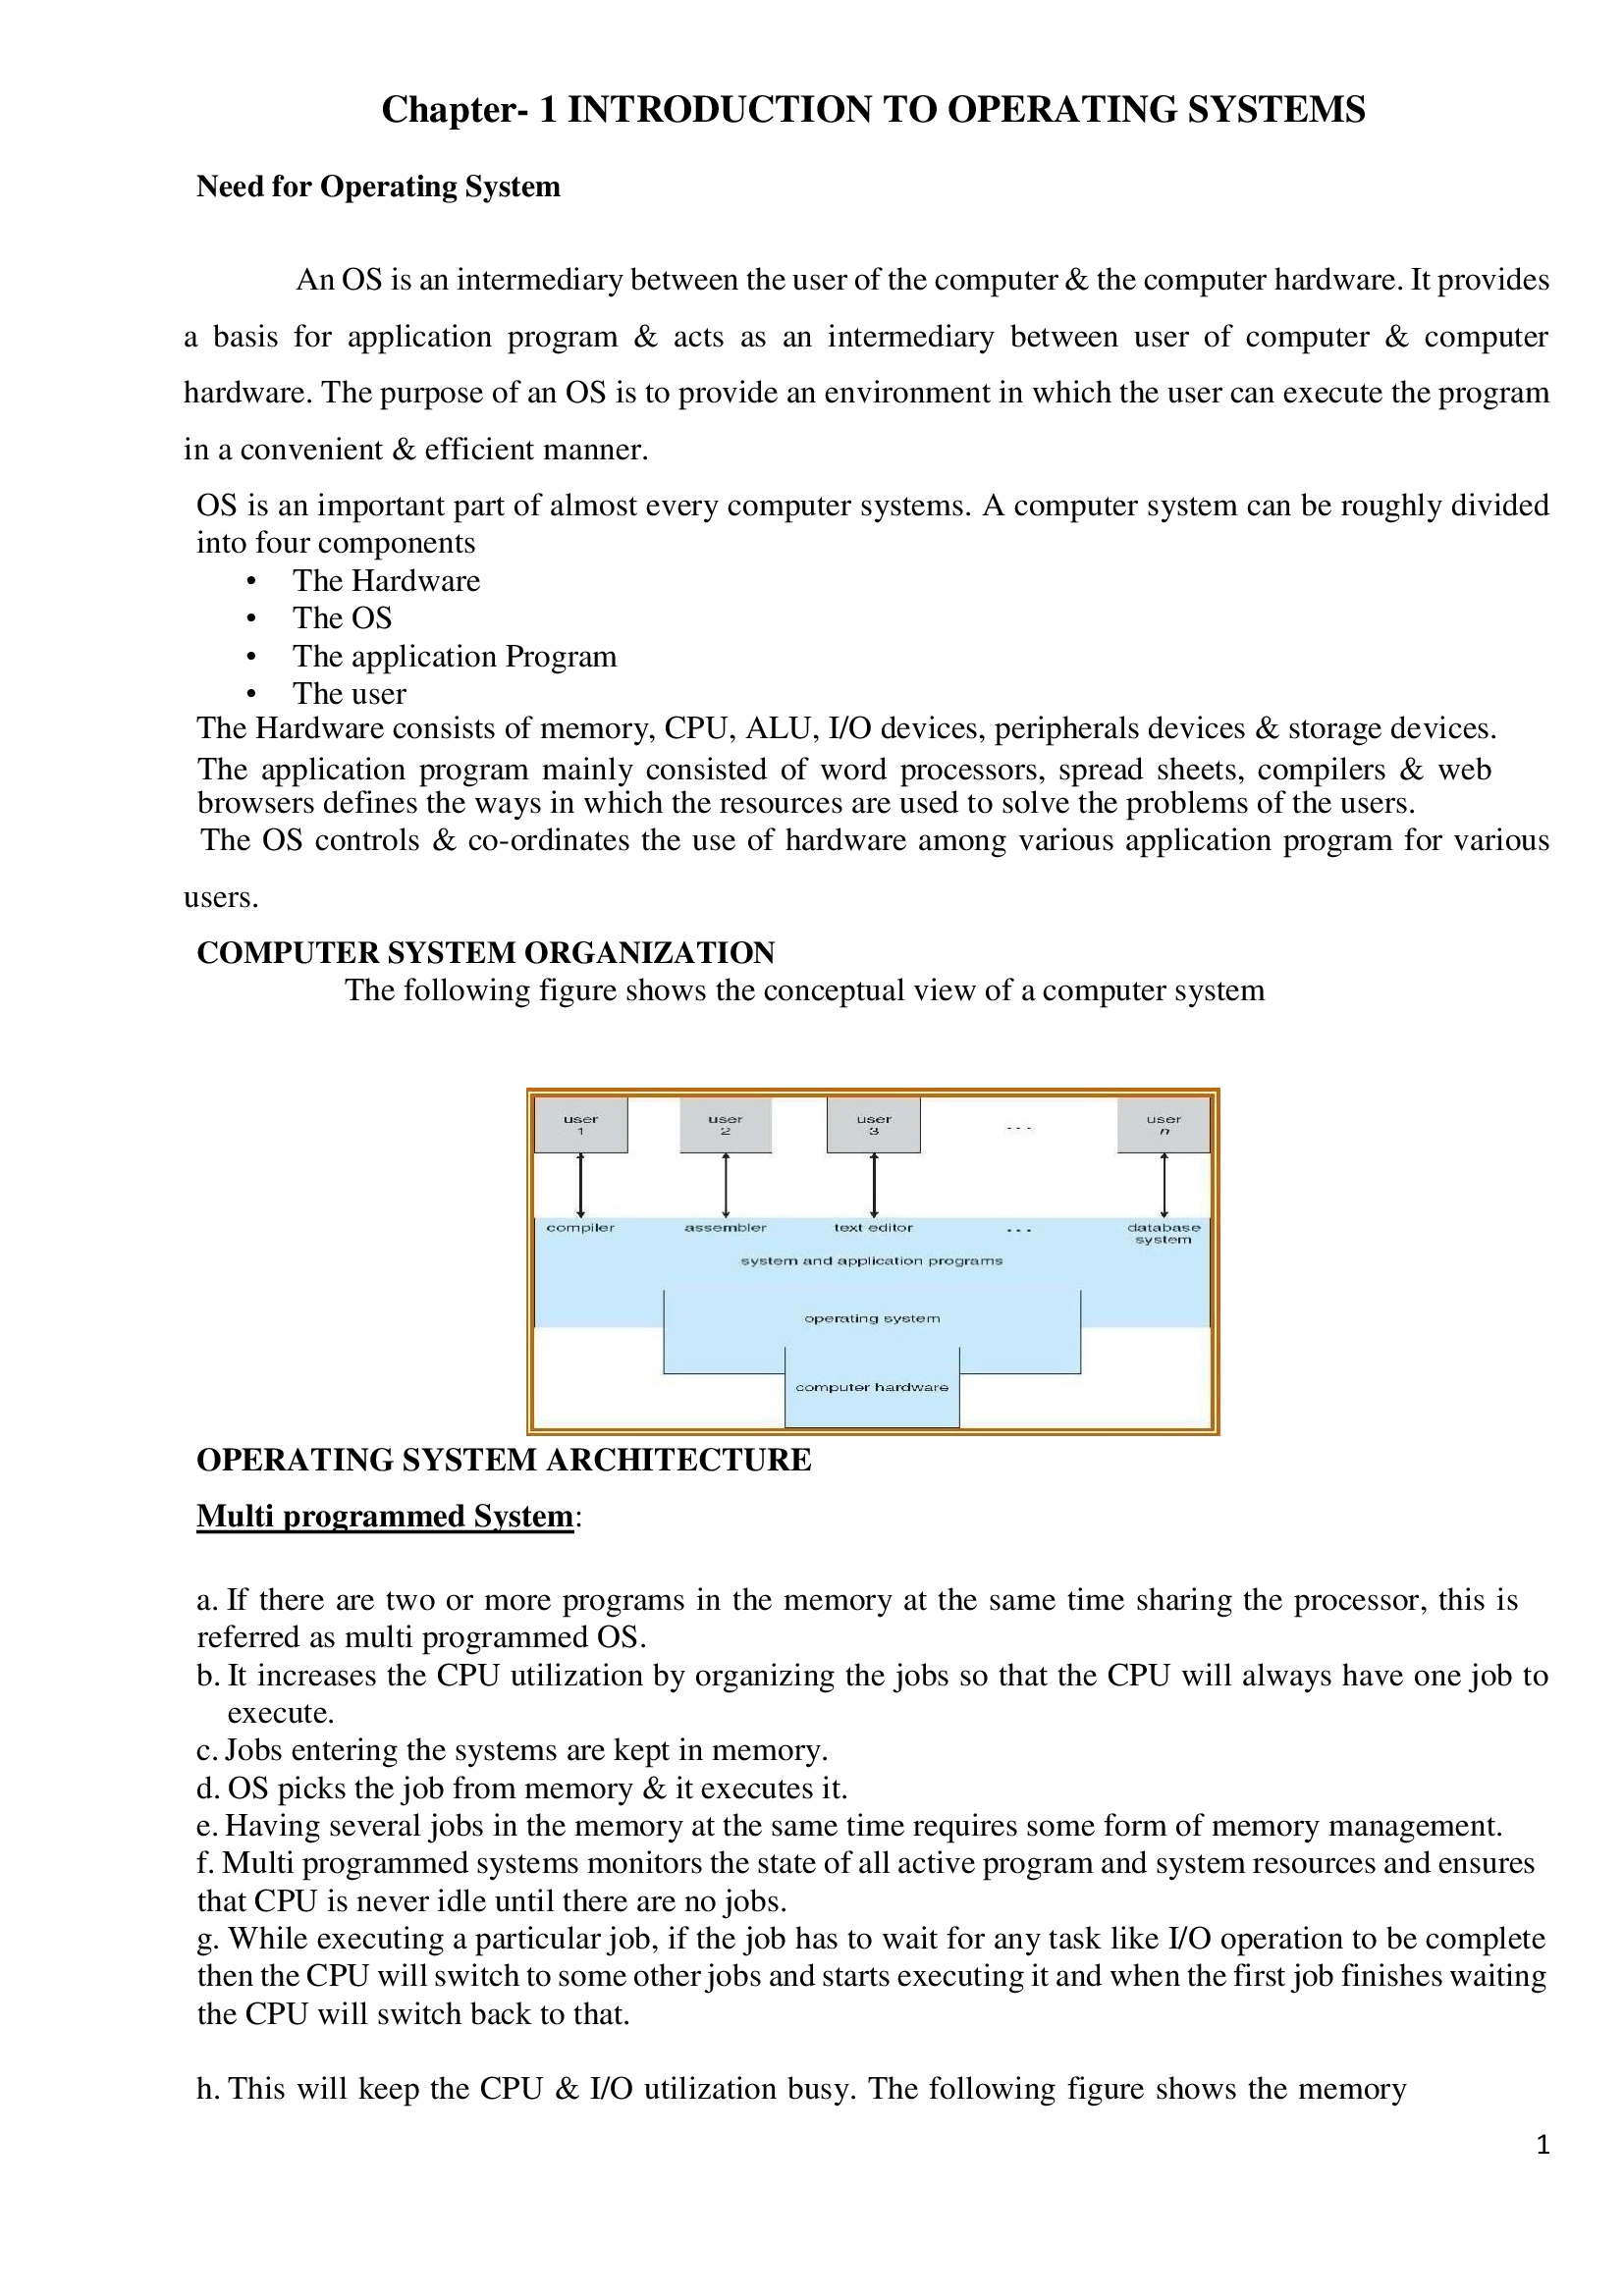 Chapter- 1 INTRODUCTION TO OPERATING SYSTEMS
Need for Operating System
An OS is an intermediary between the user of the computer & the computer hardware. It provides
a basis for application program & acts as an intermediary between user of computer & computer
hardware. The purpose of an OS is to provide an environment in which the user can execute the program
in a convenient & efficient manner.
OS is an important part of almost every computer systems. A computer system can be roughly divided
into four components
• The Hardware
• The OS
• The application Program
• The user
The Hardware consists of memory, CPU, ALU, I/O devices, peripherals devices & storage devices.
The application program mainly consisted of word processors, spread sheets, compilers & web
browsers defines the ways in which the resources are used to solve the problems of the users.
The OS controls & co-ordinates the use of hardware among various application program for various
users.
COMPUTER SYSTEM ORGANIZATION
The following figure shows the conceptual view of a computer system
user user user ... user
1 2 3 n
compiler assembler text editor ... database
system
system and application programs
operating system
computer hardware
OPERATING SYSTEM ARCHITECTURE
Multi programmed System:
a. If there are two or more programs in the memory at the same time sharing the processor, this is
referred as multi programmed OS.
b. It increases the CPU utilization by organizing the jobs so that the CPU will always have one job to
execute.
c. Jobs entering the systems are kept in memory.
d. OS picks the job from memory & it executes it.
e. Having several jobs in the memory at the same time requires some form of memory management.
f. Multi programmed systems monitors the state of all active program and system resources and ensures
that CPU is never idle until there are no jobs.
g. While executing a particular job, if the job has to wait for any task like I/O operation to be complete
then the CPU will switch to some other jobs and starts executing it and when the first job finishes waiting
the CPU will switch back to that.
h. This will keep the CPU & I/O utilization busy. The following figure shows the memory
1